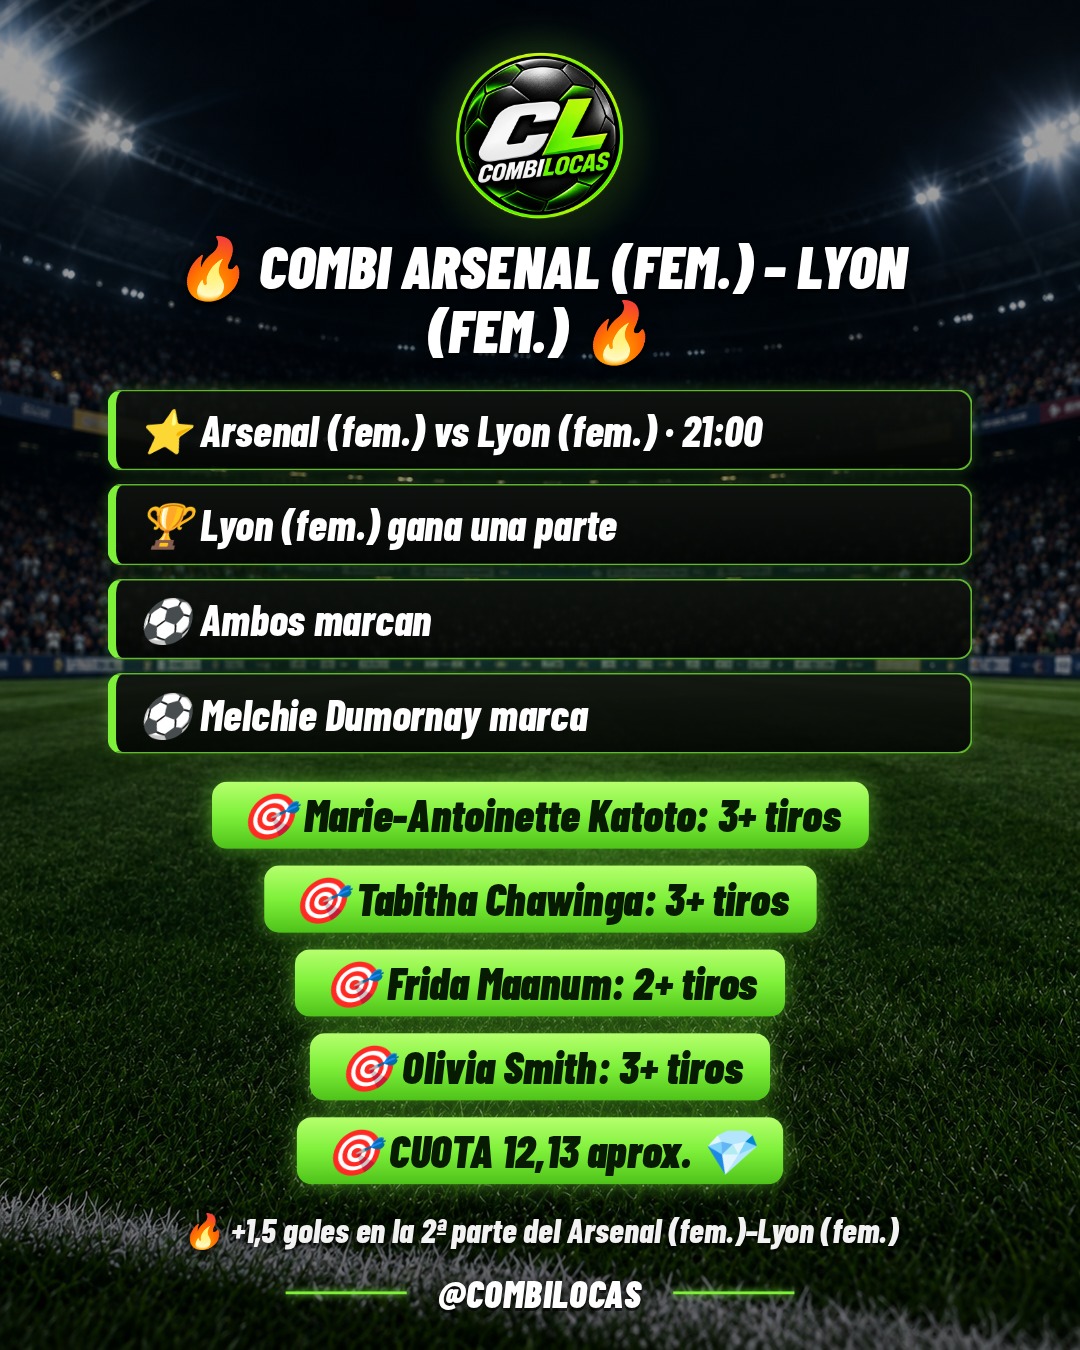 CL
COMBILOCAS
🔥 COMBI ARSENAL (FEM.) – LYON
(FEM.) 🔥
⭐ Arsenal (fem.) vs Lyon (fem.) · 21:00
🏆 Lyon (fem.) gana una parte
⚽ Ambos marcan
⚽ Melchie Dumornay marca
🎯 Marie-Antoinette Katoto: 3+ tiros
🎯 Tabitha Chawinga: 3+ tiros
🎯 Frida Maanum: 2+ tiros
🎯 Olivia Smith: 3+ tiros
🎯 CUOTA 12,13 aprox. 💎
🔥 +1,5 goles en la 2ª parte del Arsenal (fem.)–Lyon (fem.)
@COMBILOCAS